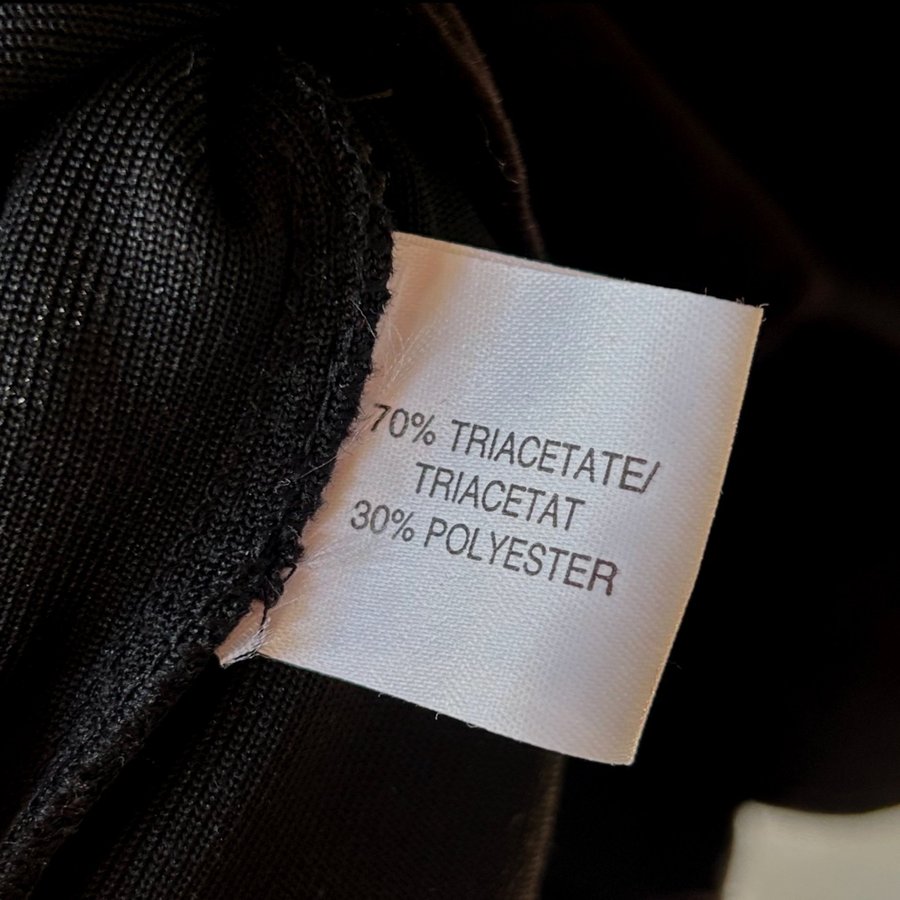 70% TRIACETATE/
TRIACETAT
30% POLYESTER